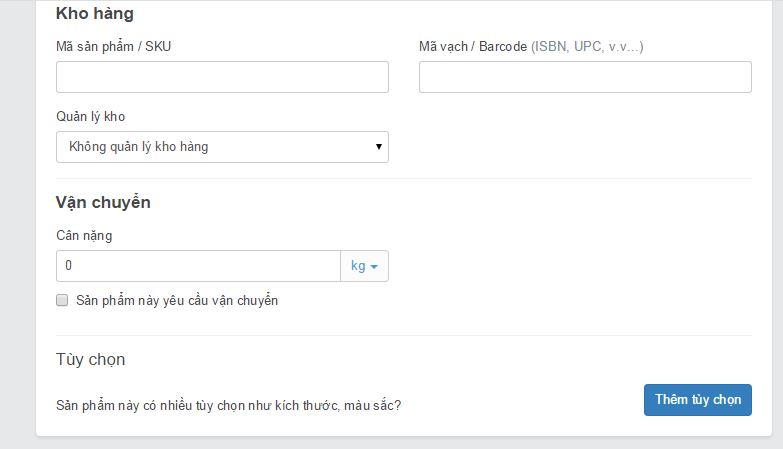 Kho hàng
Mã sản phẩm / SKU
Mã vạch / Barcode (ISBN, UPC, v.v...)
Quản lý kho
Không quản lý kho hàng
Vận chuyển
Cân nặng
0 kg
Sản phẩm này yêu cầu vận chuyển
Tùy chọn
Sản phẩm này có nhiều tùy chọn như kích thước, màu sắc?
Thêm tùy chọn